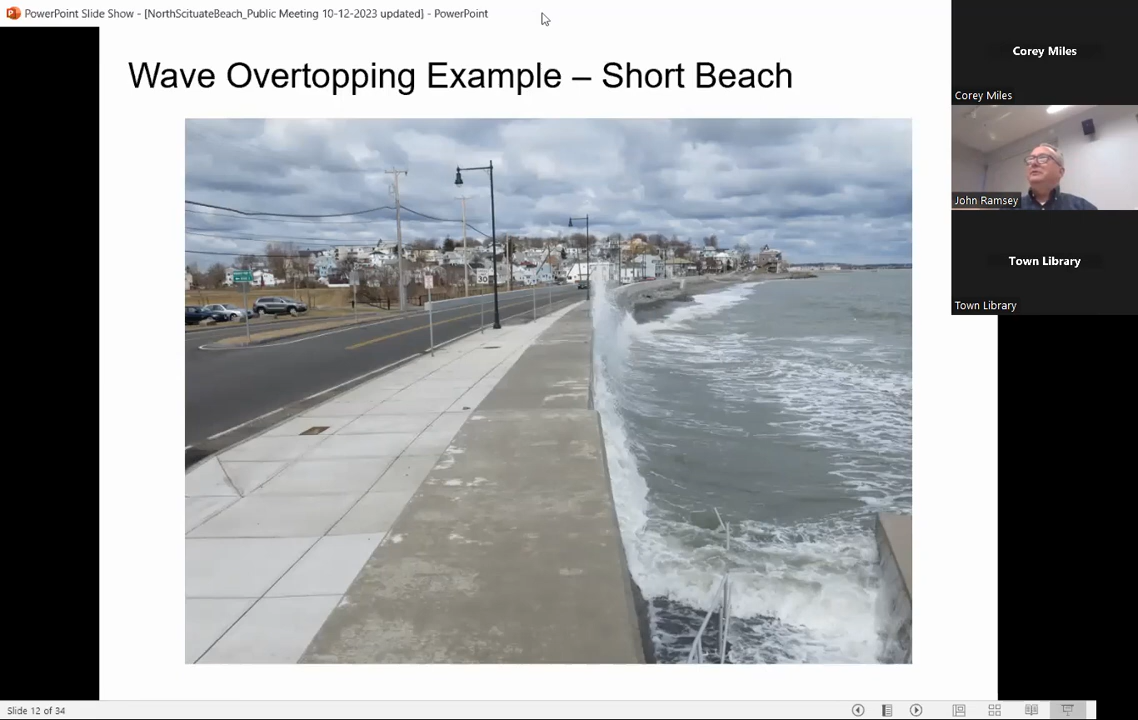 PowerPoint Slide Show - [NorthScituateBeach_Public Meeting 10-12-2023 updated] - PowerPoint
Wave Overtopping Example – Short Beach
Corey Miles
Corey Miles
John Ramsey
Town Library
Town Library
30
Slide 12 of 34